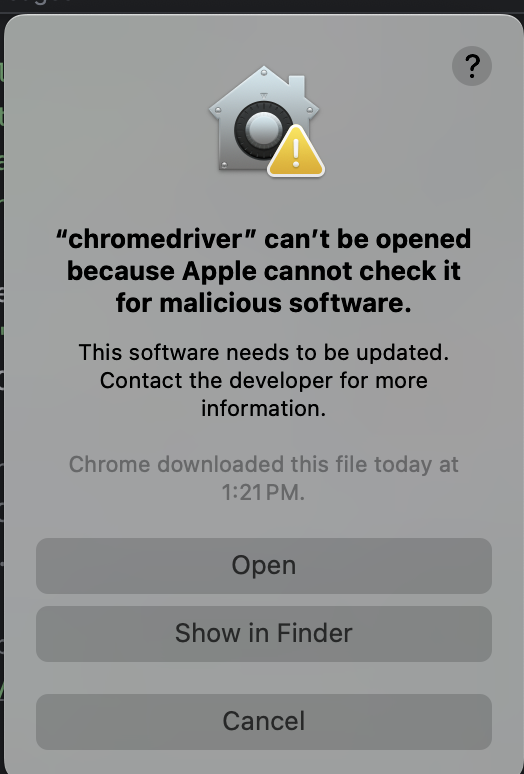 ?
“chromedriver” can’t be opened
because Apple cannot check it
for malicious software.
This software needs to be updated.
Contact the developer for more
information.
Chrome downloaded this file today at
1:21 PM.
Open
Show in Finder
Cancel